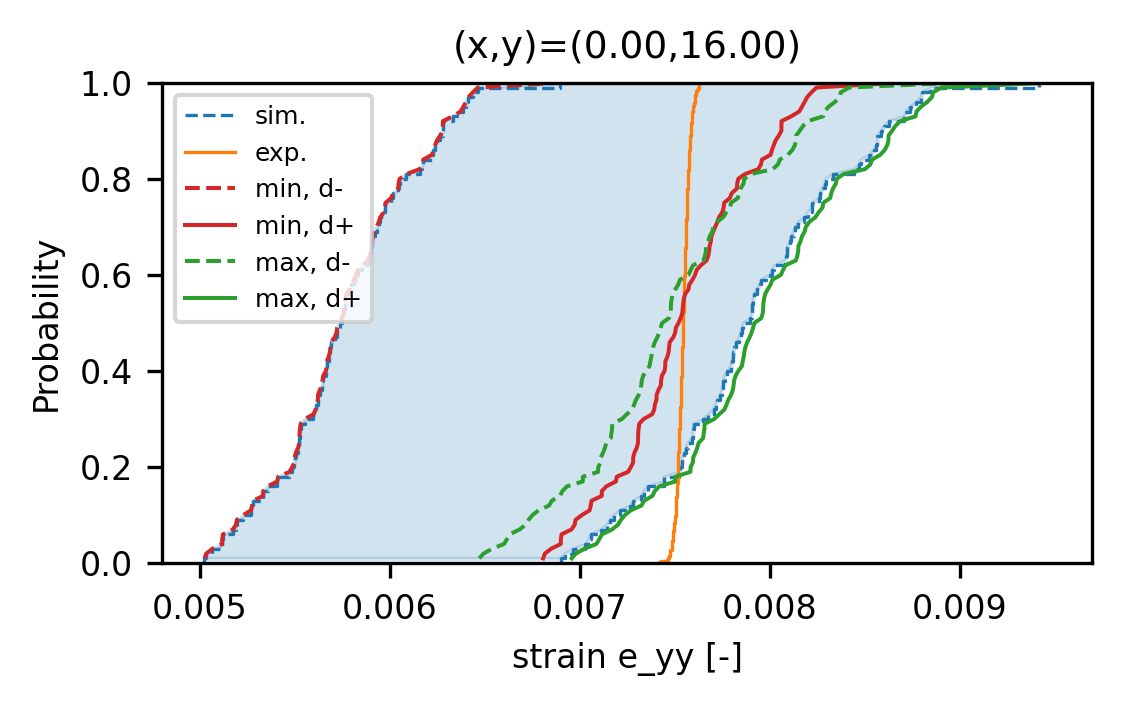 (x,y)=(0.00,16.00)
1.0
0.8
0.6
0.4
0.2
0.0
Probability
sim.
exp.
min, d-
min, d+
max, d-
max, d+
0.005 0.006 0.007 0.008 0.009
strain e_yy [-]